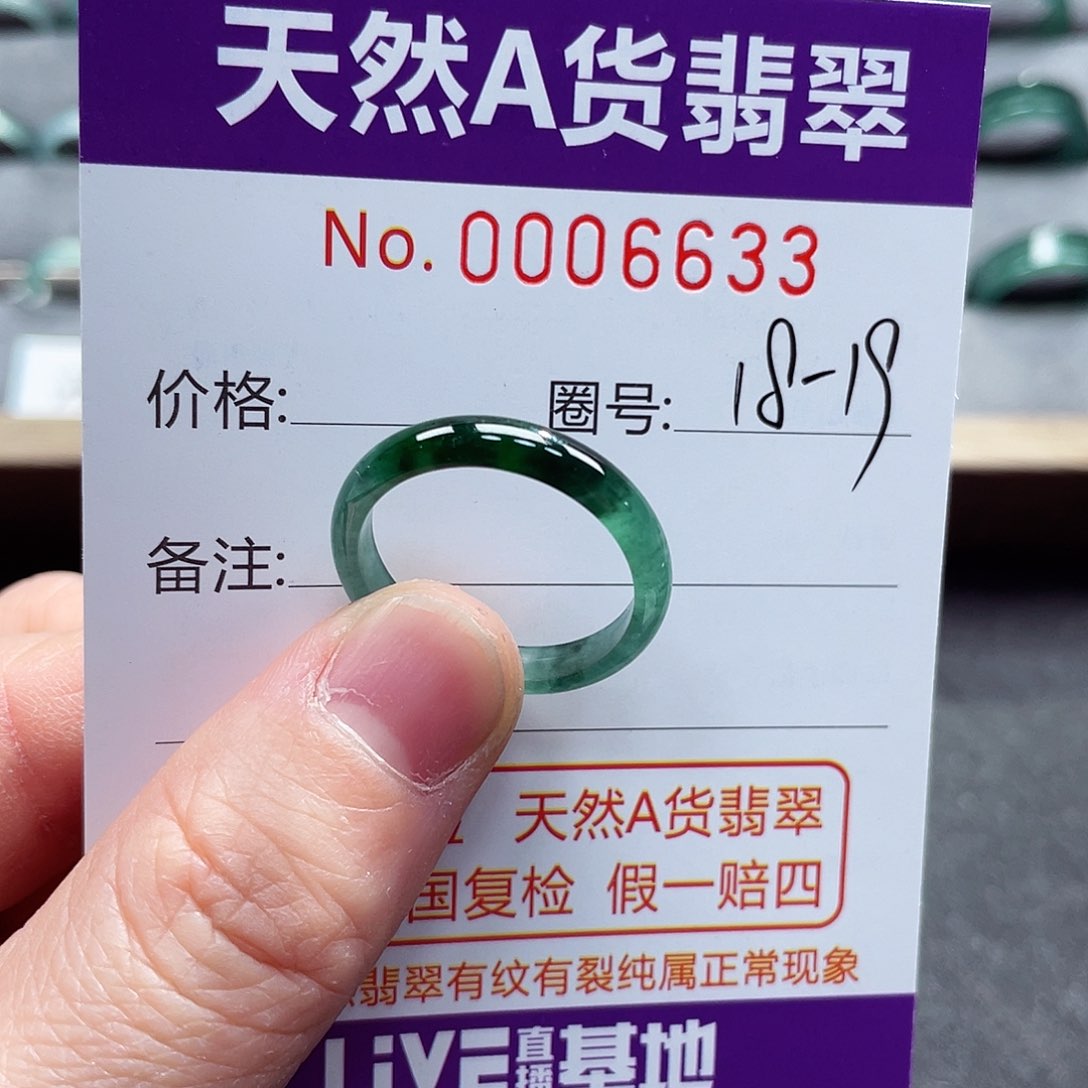 天然A货翡翠
No. 0006633
价格: 圈号: 18-19
备注:
天然A货翡翠
国复检 假一赔四
翡翠有纹有裂纯属正常现象
LiVE直播基地